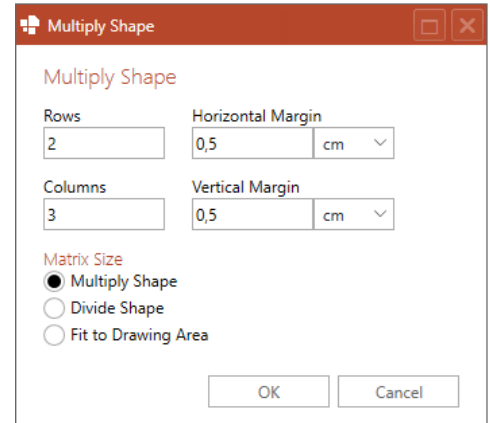 Multiply Shape
Multiply Shape
Rows Horizontal Margin
2 0,5 cm
Columns Vertical Margin
3 0,5 cm
Matrix Size
Multiply Shape
Divide Shape
Fit to Drawing Area
OK Cancel